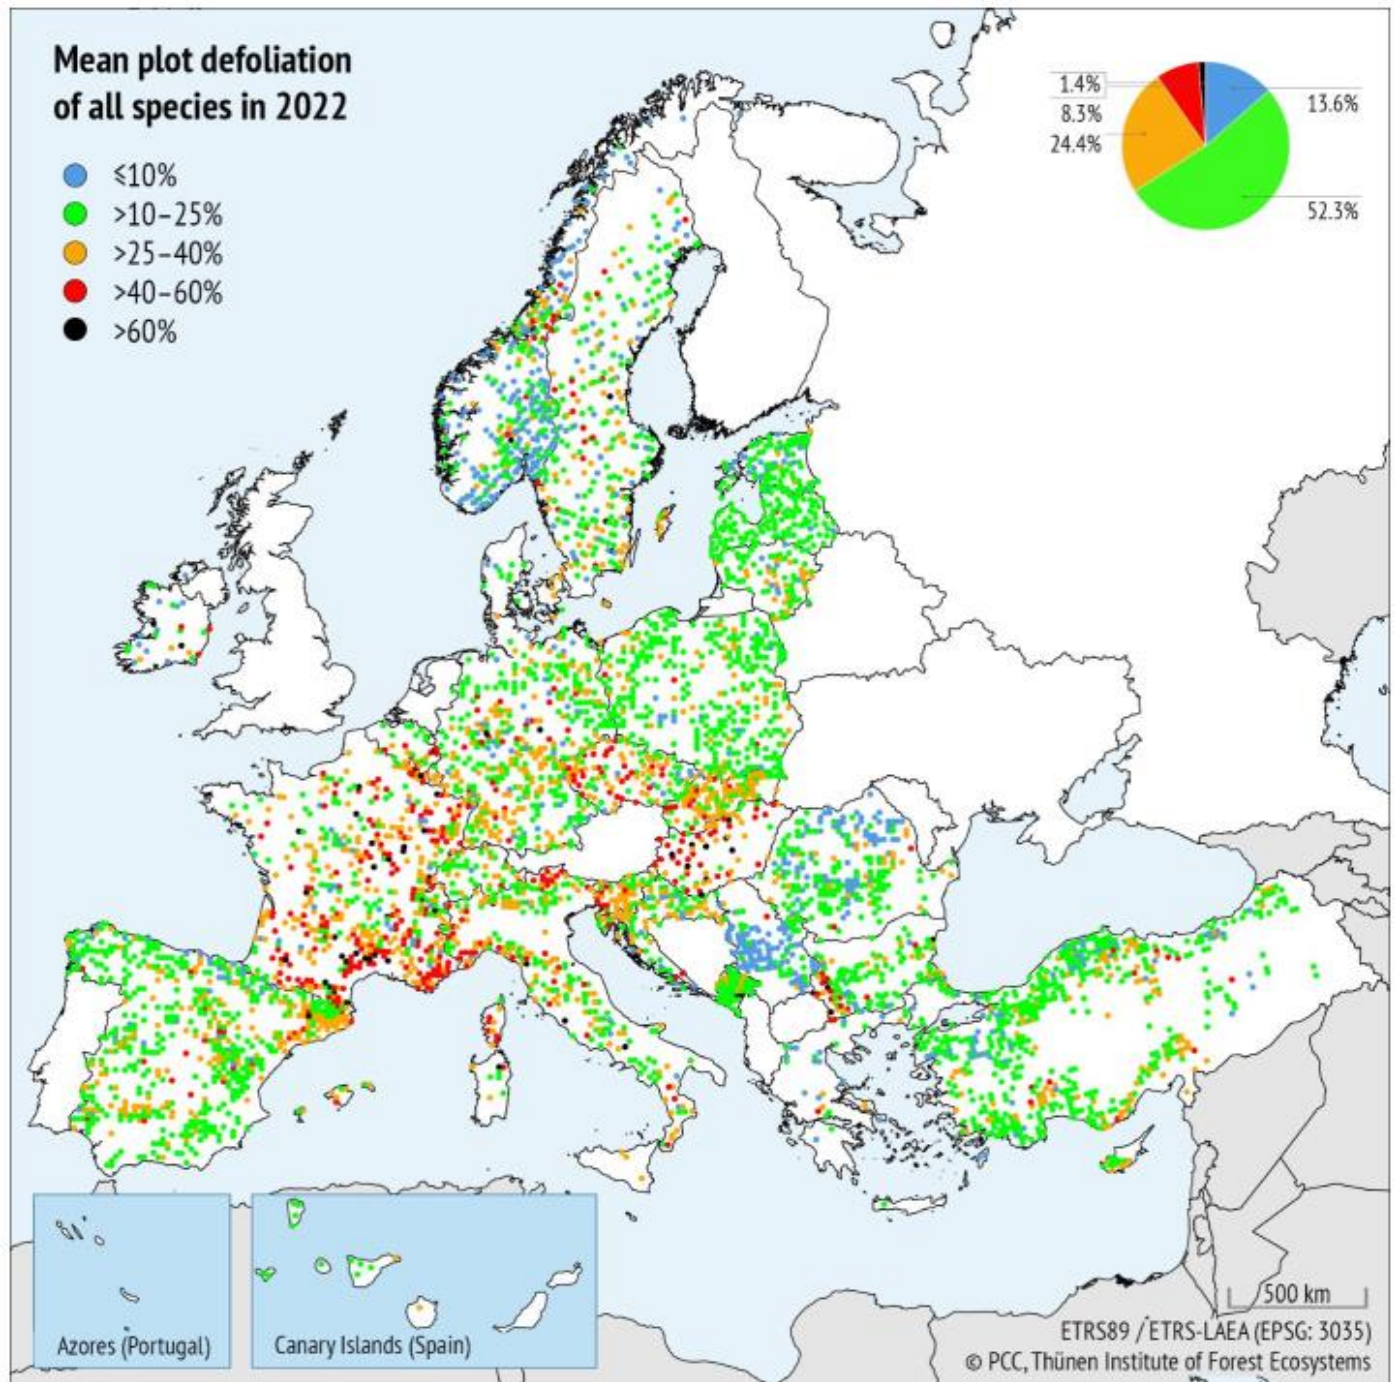 Mean plot defoliation
of all species in 2022
≤10%
>10–25%
>25–40%
>40–60%
>60%
1.4%
8.3%
24.4%
13.6%
52.3%
Azores (Portugal)
Canary Islands (Spain)
500 km
ETRS89 / ETRS-LAEA (EPSG: 3035)
© PCC, Thünen Institute of Forest Ecosystems